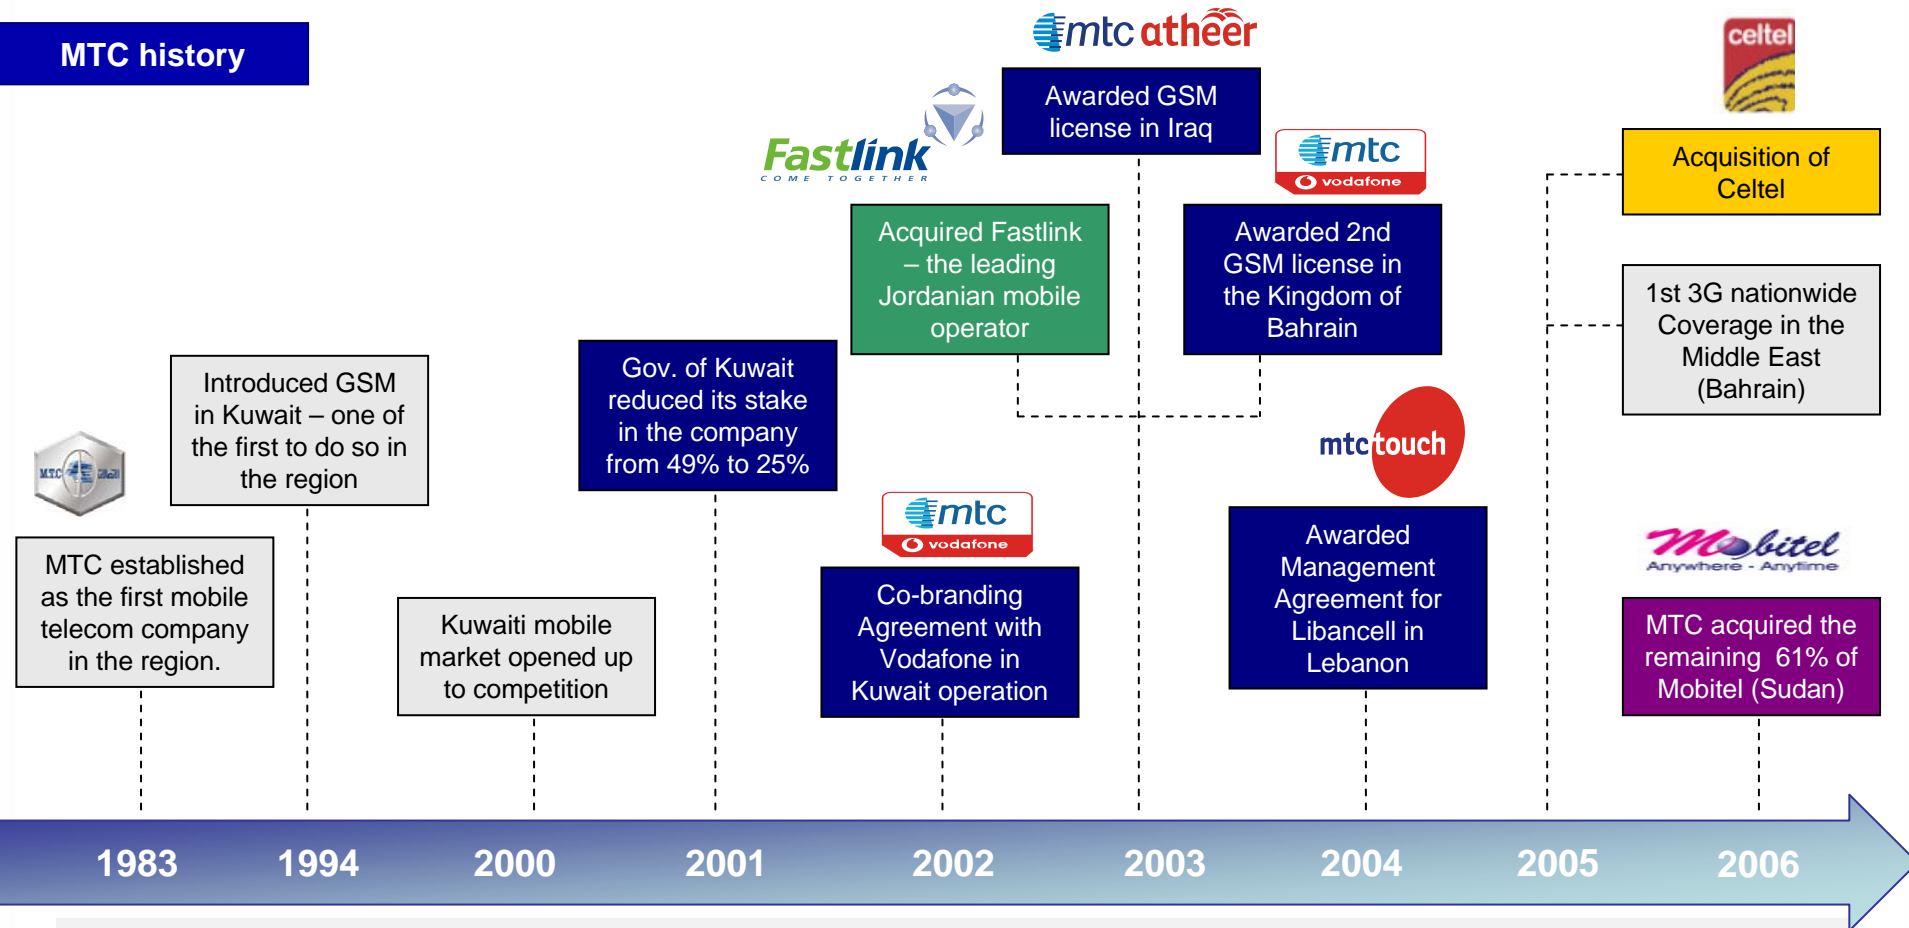 MTC history
mtc atheer
celtel
Awarded GSM
license in Iraq
Fastlink
COME TOGETHER
mtc
vodafone
Acquisition of
Celtel
Acquired Fastlink
– the leading
Jordanian mobile
operator
Awarded 2nd
GSM license in
the Kingdom of
Bahrain
1st 3G nationwide
Coverage in the
Middle East
(Bahrain)
Introduced GSM
in Kuwait – one of
the first to do so in
the region
Gov. of Kuwait
reduced its stake
in the company
from 49% to 25%
mtc touch
MTC
mtc
vodafone
Mobitel
Anywhere - Anytime
MTC established
as the first mobile
telecom company
in the region.
Kuwaiti mobile
market opened up
to competition
Co-branding
Agreement with
Vodafone in
Kuwait operation
Awarded
Management
Agreement for
Libancell in
Lebanon
MTC acquired the
remaining 61% of
Mobitel (Sudan)
1983
1994
2000
2001
2002
2003
2004
2005
2006